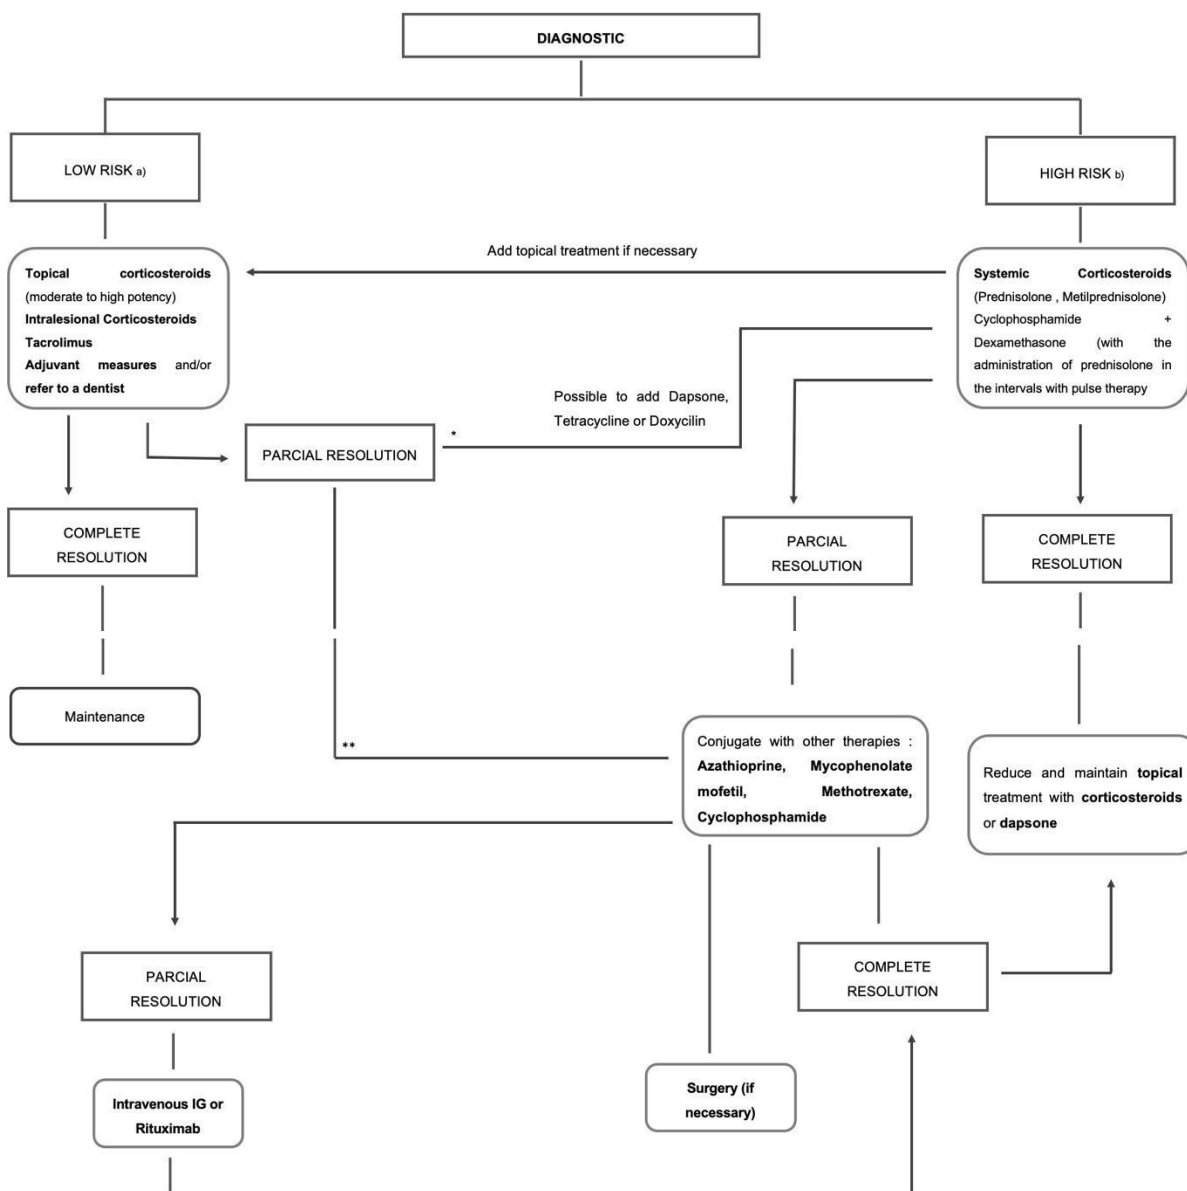 DIAGNOSTIC
LOW RISK a)
HIGH RISK b)
Add topical treatment if necessary
Topical corticosteroids
(moderate to high potency)
Intralesional Corticosteroids
Tacrolimus
Adjuvant measures and/or
refer to a dentist
Systemic Corticosteroids
(Prednisolone , Metilprednisolone)
Cyclophosphamide +
Dexamethasone (with the
administration of prednisolone in
the intervals with pulse therapy
Possible to add Dapsone,
Tetracycline or Doxycilin
*
PARCIAL RESOLUTION
COMPLETE
RESOLUTION
PARCIAL
RESOLUTION
COMPLETE
RESOLUTION
Maintenance
**
Conjugate with other therapies :
Azathioprine, Mycophenolate
mofetil, Methotrexate,
Cyclophosphamide
Reduce and maintain topical
treatment with corticosteroids
or dapsone
PARCIAL
RESOLUTION
COMPLETE
RESOLUTION
Surgery (if
necessary)
Intravenous IG or
Rituximab